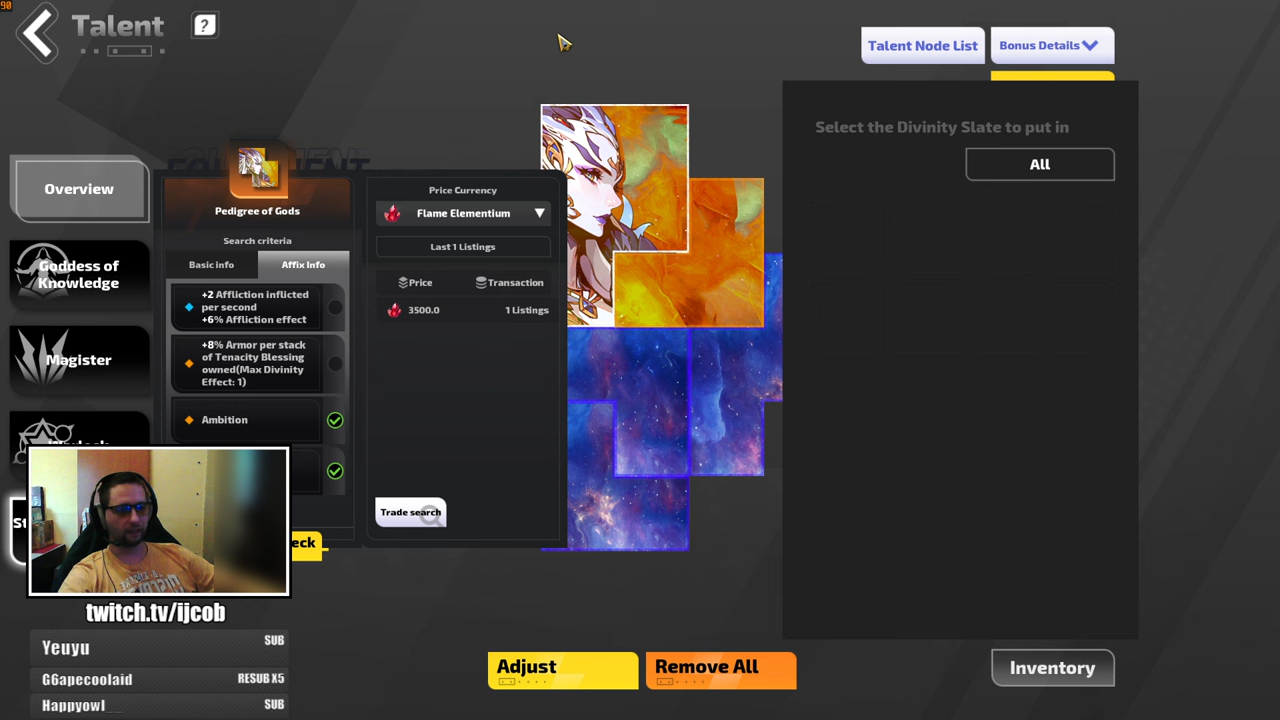 90
Talent
?
Talent Node List
Bonus Details
Select the Divinity Slate to put in
All
Overview
Goddess of
Knowledge
Magister
Pedigree of Gods
Search criteria
Basic info
Affix Info
+2 Affliction inflicted
per second
+6% Affliction effect
+8% Armor per stack
of Tenacity Blessing
owned(Max Divinity
Effect: 1)
Ambition
Price Currency
Flame Elementium
Last 1 Listings
Price
Transaction
3500.0
1 Listings
Trade search
eck
twitch.tv/ijcob
Yeuyu
SUB
G6apecoolaid
RESUB X5
Happyowl__
SUB
Adjust
Remove All
Inventory